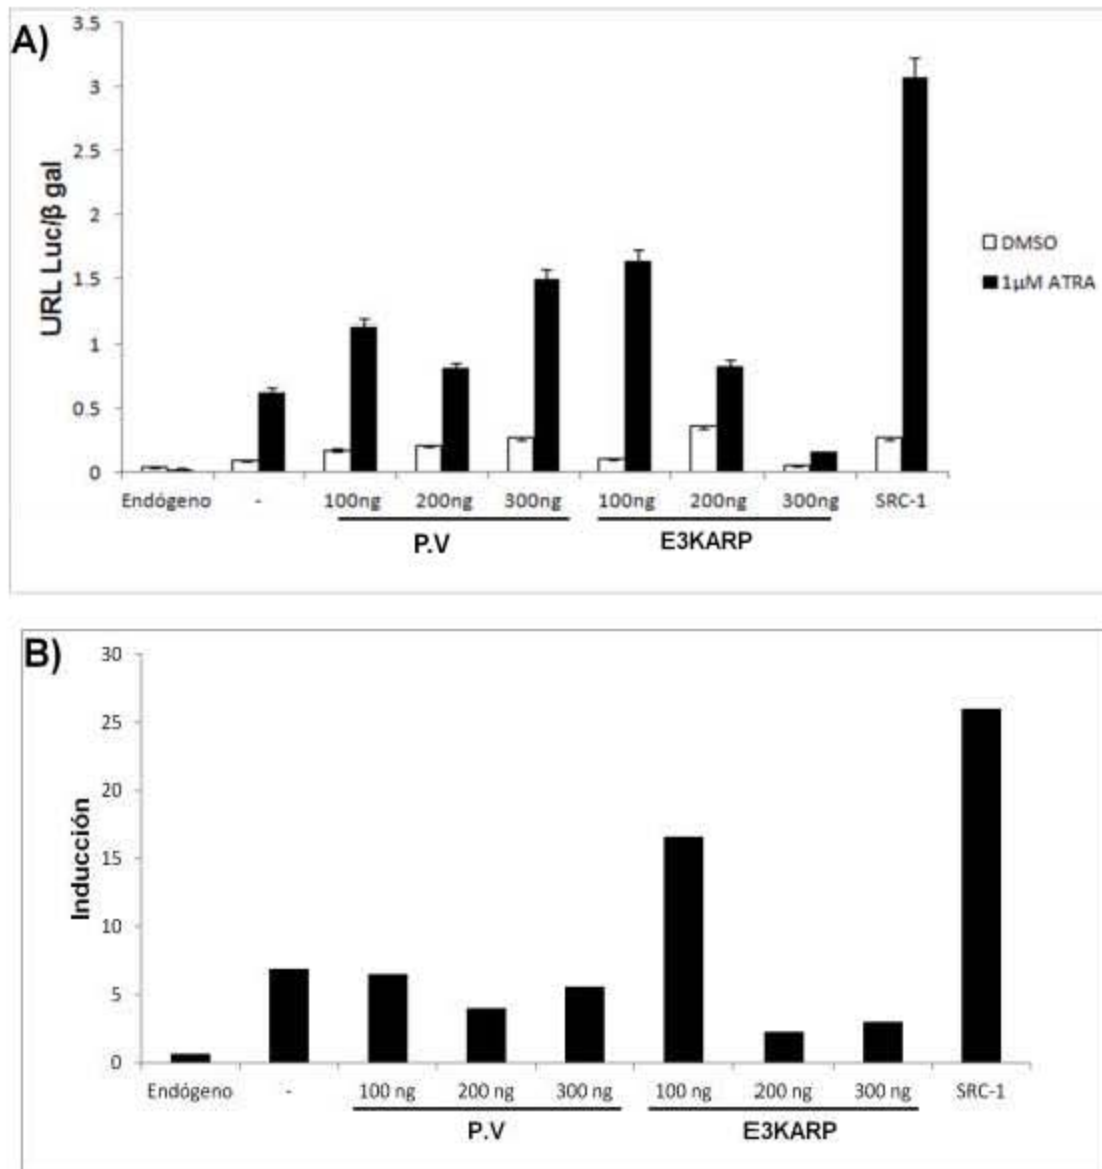 A)
URL Luc/β gal
3.5
3
2.5
2
1.5
1
0.5
0
Endógeno - 100ng 200ng 300ng 100ng 200ng 300ng SRC-1
P.V E3KARP
DMSO
1µM ATRA
B)
Inducción
30
25
20
15
10
5
0
Endógeno - 100 ng 200 ng 300 ng 100 ng 200 ng 300 ng SRC-1
P.V E3KARP